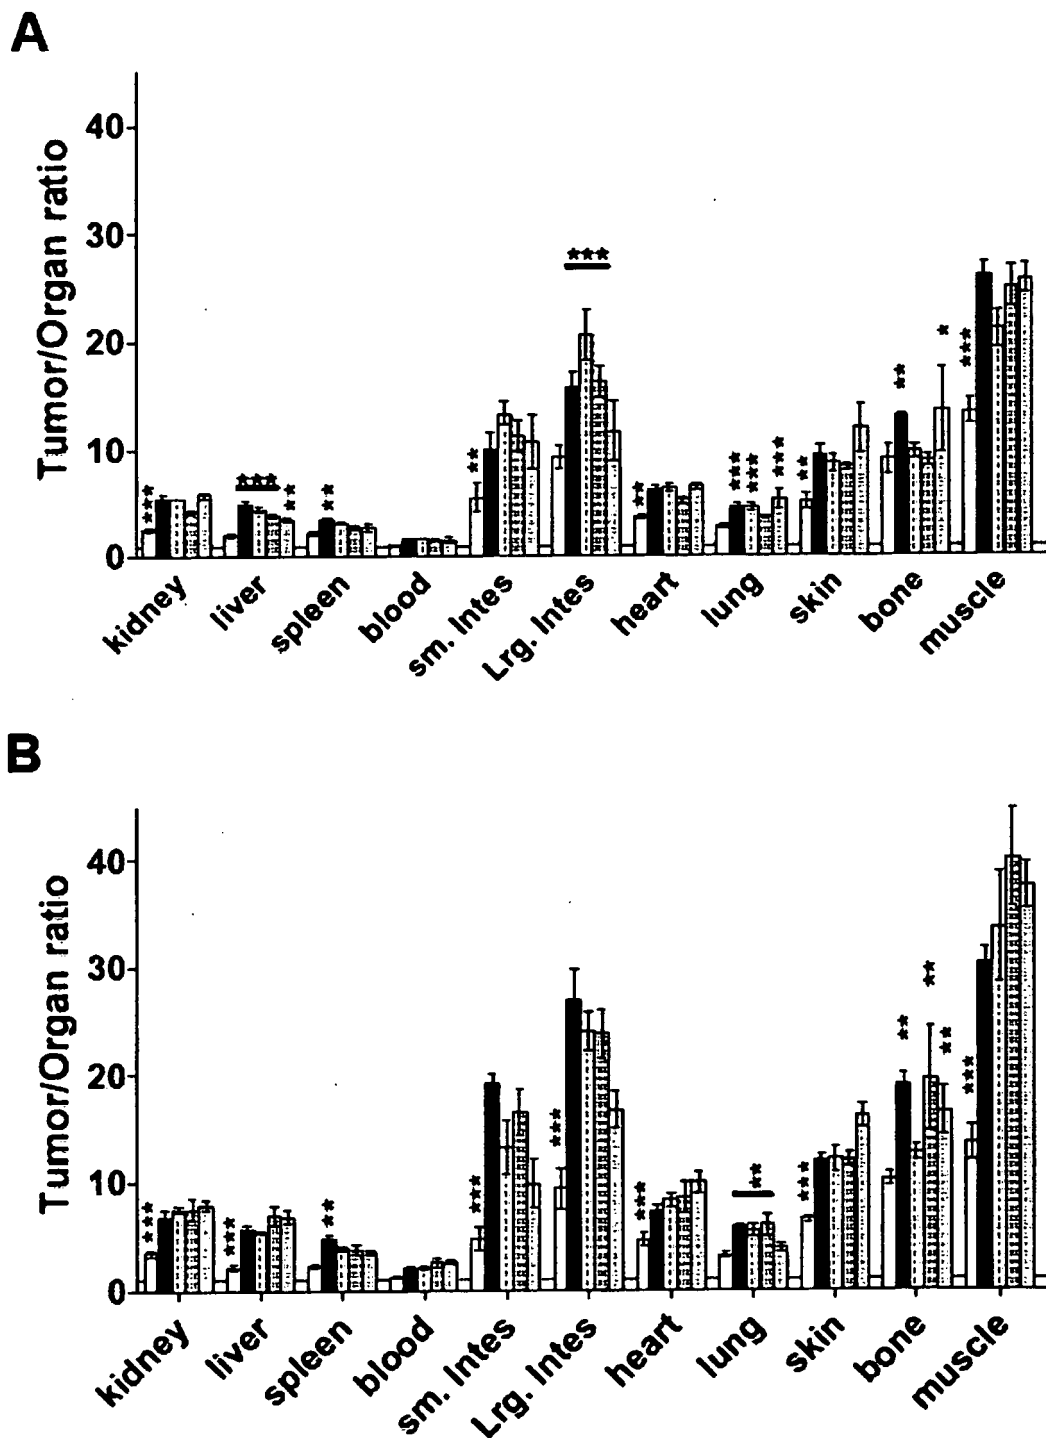 A
Tumor/Organ ratio
40
30
20
10
0
***
***
**
**
**
***
**
***
***
***
**
**
*
***
kidney
liver
spleen
blood
sm. Intes
Lrg. Intes
heart
lung
skin
bone
muscle
B
Tumor/Organ ratio
40
30
20
10
0
***
***
**
***
***
***
**
***
**
**
**
***
kidney
liver
spleen
blood
sm. Intes
Lrg. Intes
heart
lung
skin
bone
muscle